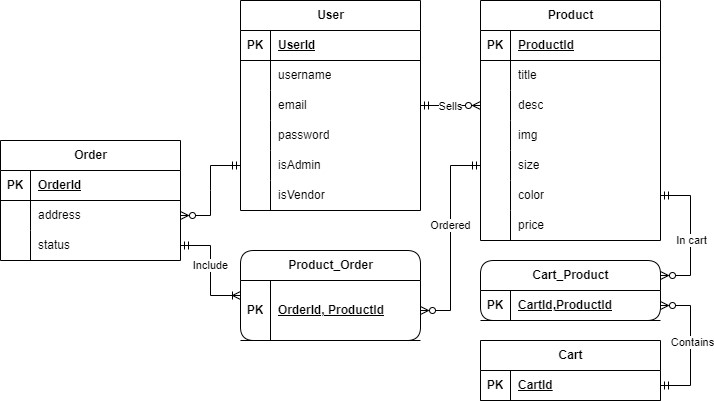 User
PK UserId
username
email
password
isAdmin
isVendor
Product
PK ProductId
title
desc
img
size
color
price
Sells
Order
PK OrderId
address
status
Include
Ordered
In cart
Product_Order
PK OrderId, ProductId
Cart_Product
PK CartId,ProductId
Contains
Cart
PK CartId